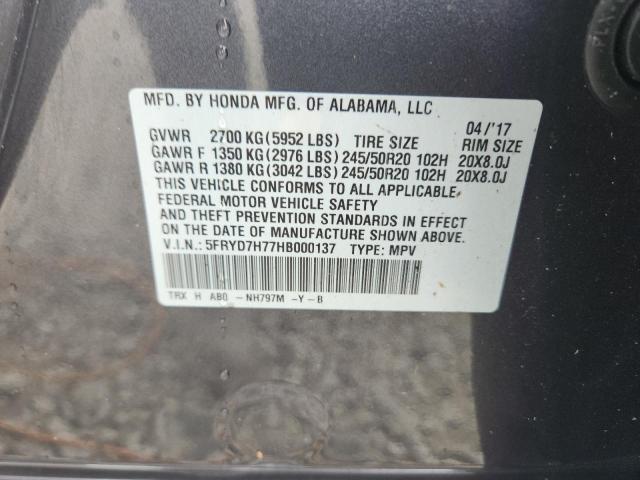 MFD. BY HONDA MFG. OF ALABAMA, LLC 04/'17
GVWR 2700 KG(5952 LBS) TIRE SIZE RIM SIZE
GAWR F 1350 KG(2976 LBS) 245/50R20 102H 20X8.0J
GAWR R 1380 KG(3042 LBS) 245/50R20 102H 20X8.0J
THIS VEHICLE CONFORMS TO ALL APPLICABLE
FEDERAL MOTOR VEHICLE SAFETY
AND THEFT PREVENTION STANDARDS IN EFFECT
ON THE DATE OF MANUFACTURE SHOWN ABOVE.
V.I.N.: 5FRYD7H77HB000137 TYPE: MPV
TRX H AB0 -NH797M -Y-B